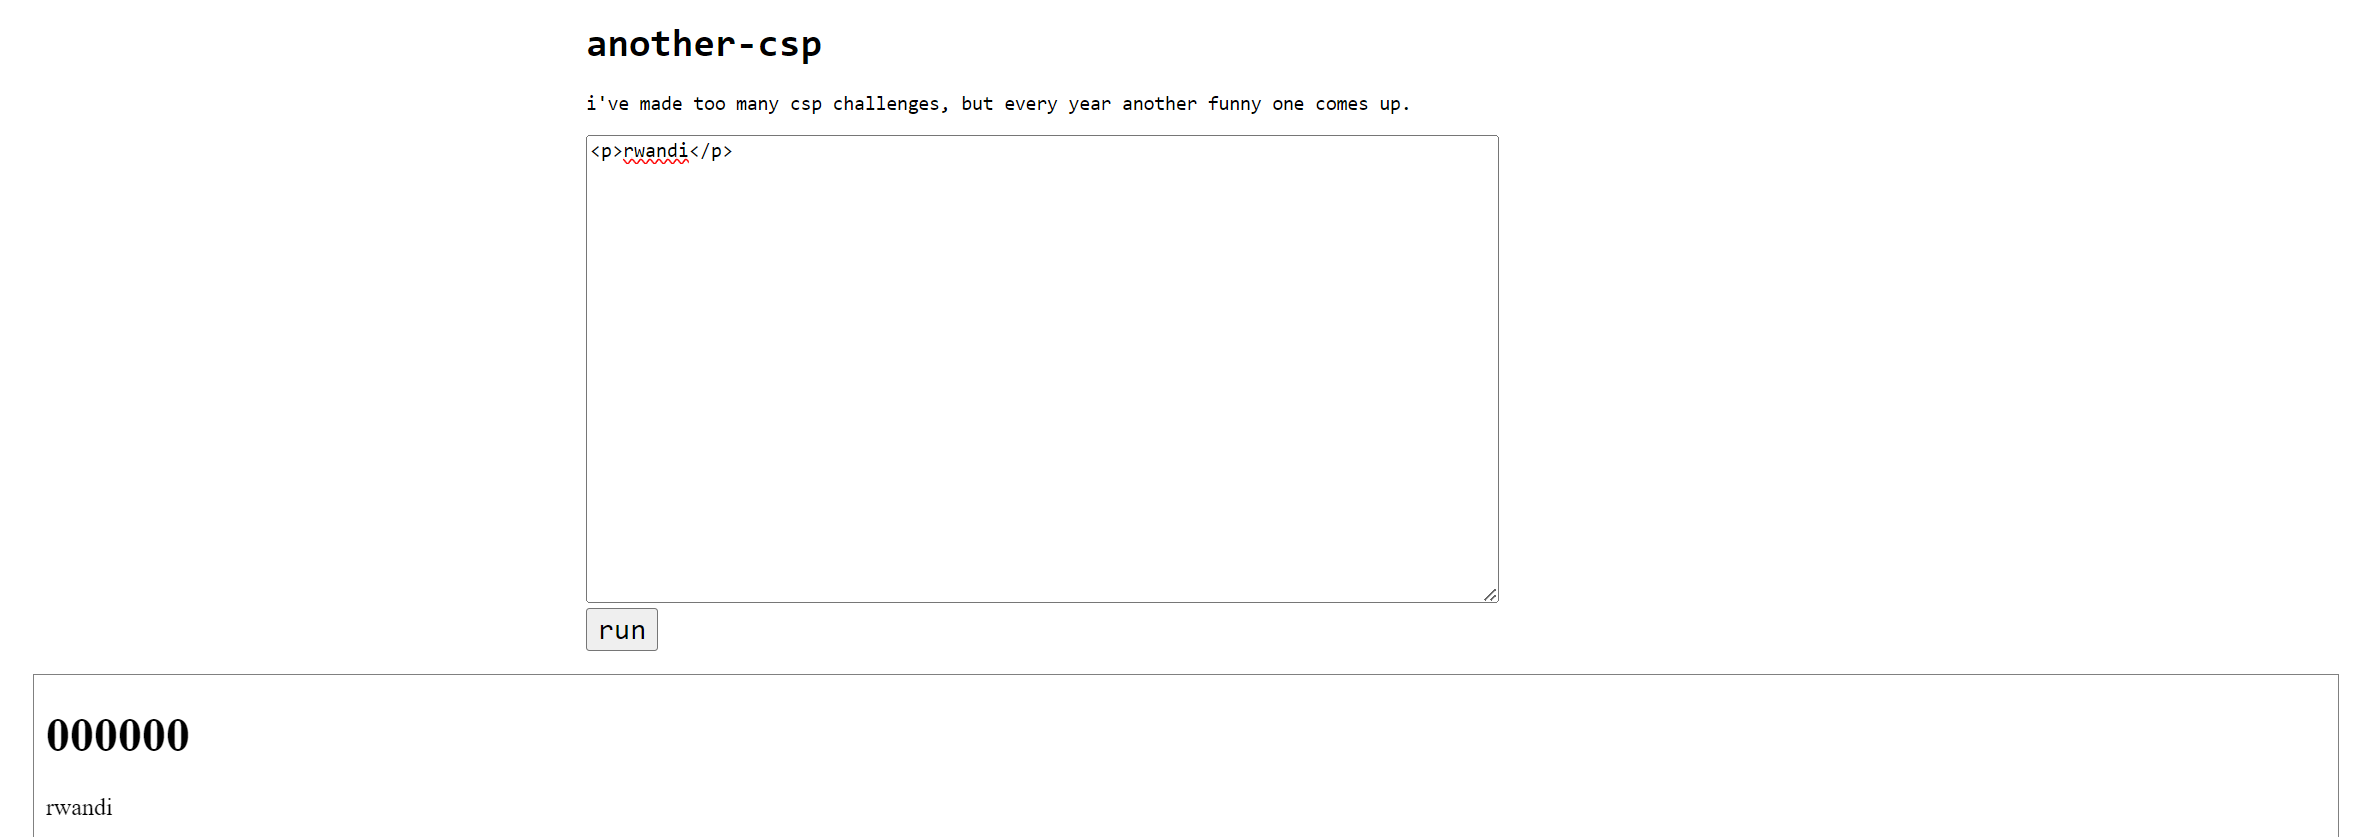 another-csp
i've made too many csp challenges, but every year another funny one comes up.
<p>rwandi</p>
run
000000
rwandi